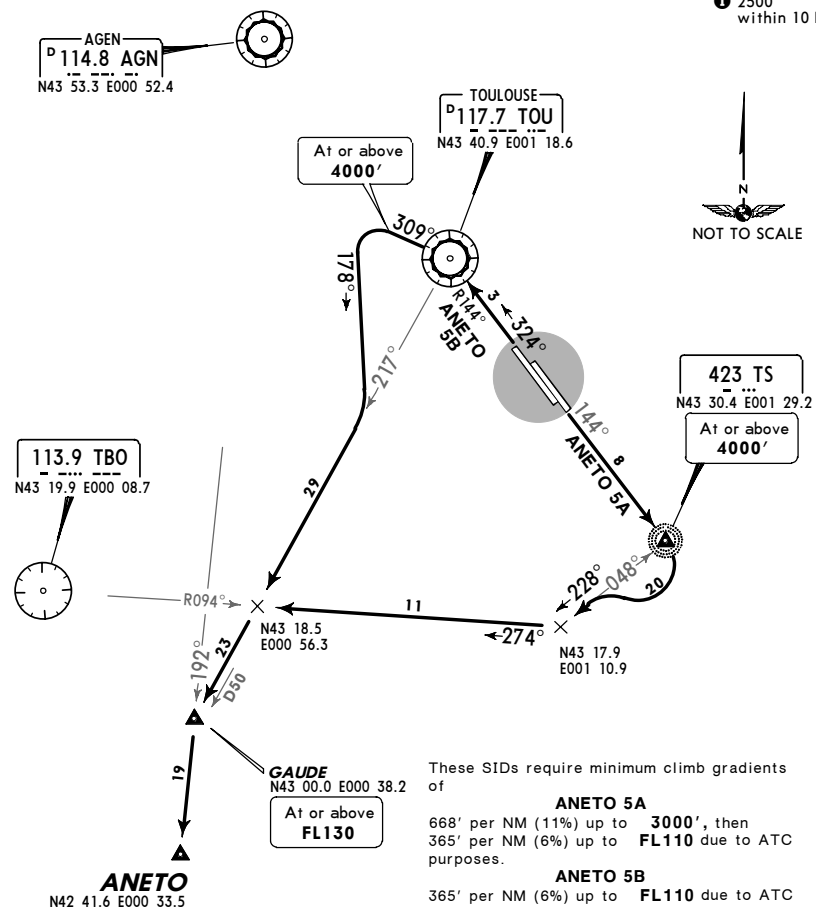 ❶ 2500
within 10
AGEN
D 114.8 AGN
N43 53.3 E000 52.4
TOULOUSE
D 117.7 TOU
N43 40.9 E001 18.6
At or above
4000'
N
NOT TO SCALE
309°
178°
217°
R144°
3
324°
ANETO
5B
144°
ANETO 5A
8
423 TS
N43 30.4 E001 29.2
At or above
4000'
113.9 TBO
N43 19.9 E000 08.7
29
228°
048°
20
R094°
11
274°
N43 18.5
E000 56.3
N43 17.9
E001 10.9
192°
23
D50
19
GAUDE
N43 00.0 E000 38.2
At or above
FL130
ANETO
N42 41.6 E000 33.5
These SIDs require minimum climb gradients
of
ANETO 5A
668' per NM (11%) up to 3000', then
365' per NM (6%) up to FL110 due to ATC
purposes.
ANETO 5B
365' per NM (6%) up to FL110 due to ATC